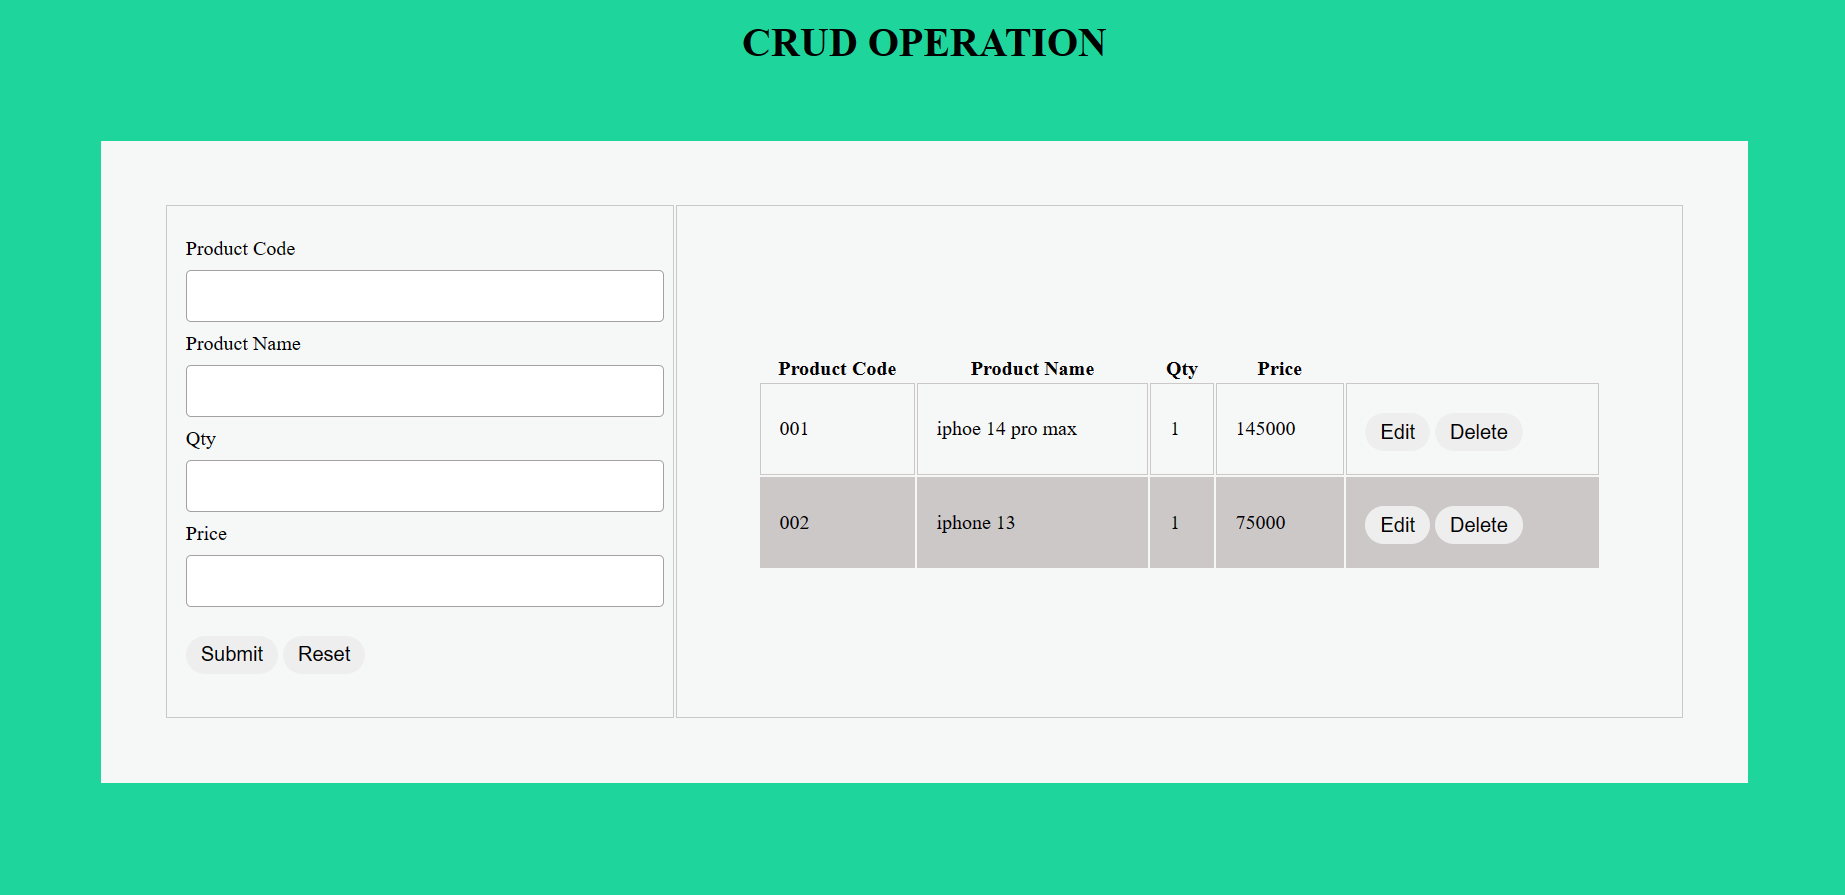 CRUD OPERATION
Product Code
Product Name
Qty
Price
Submit Reset
Product Code Product Name Qty Price
001 iphoe 14 pro max 1 145000 Edit Delete
002 iphone 13 1 75000 Edit Delete